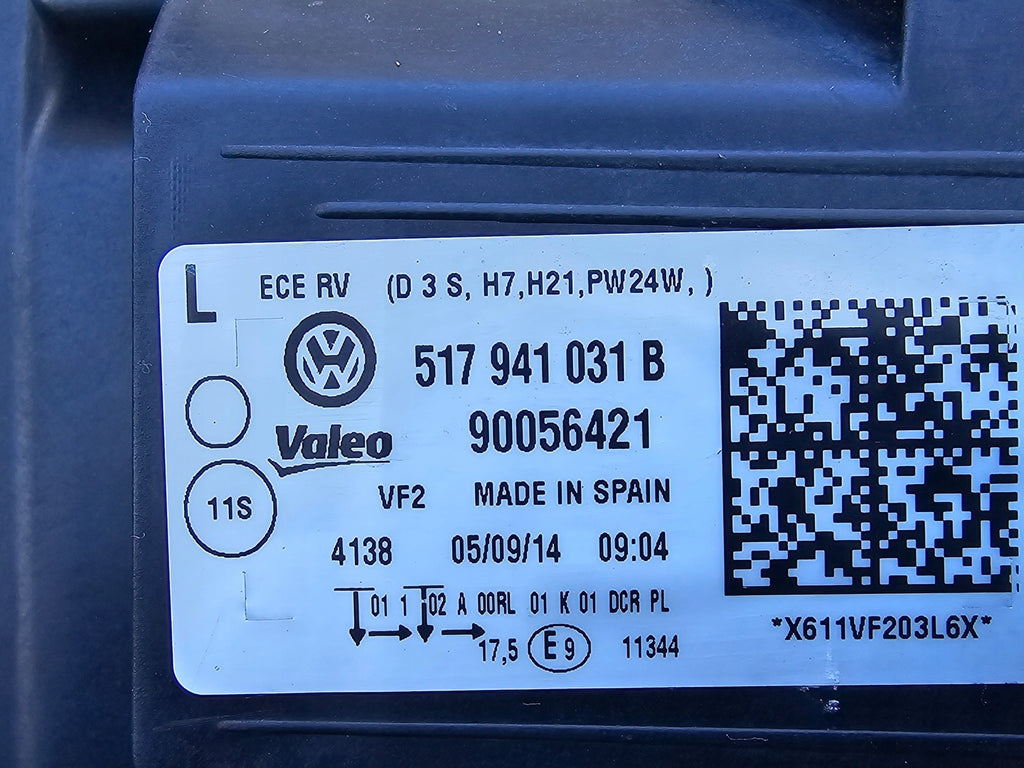 L
ECE RV (D 3 S, H7,H21,PW24W, )
517 941 031 B
Valeo 90056421
11S
VF2 MADE IN SPAIN
4138 05/09/14 09:04
01 1 02 A 00RL 01 K 01 DCR PL
17,5 E 9 11344
*X611VF203L6X*